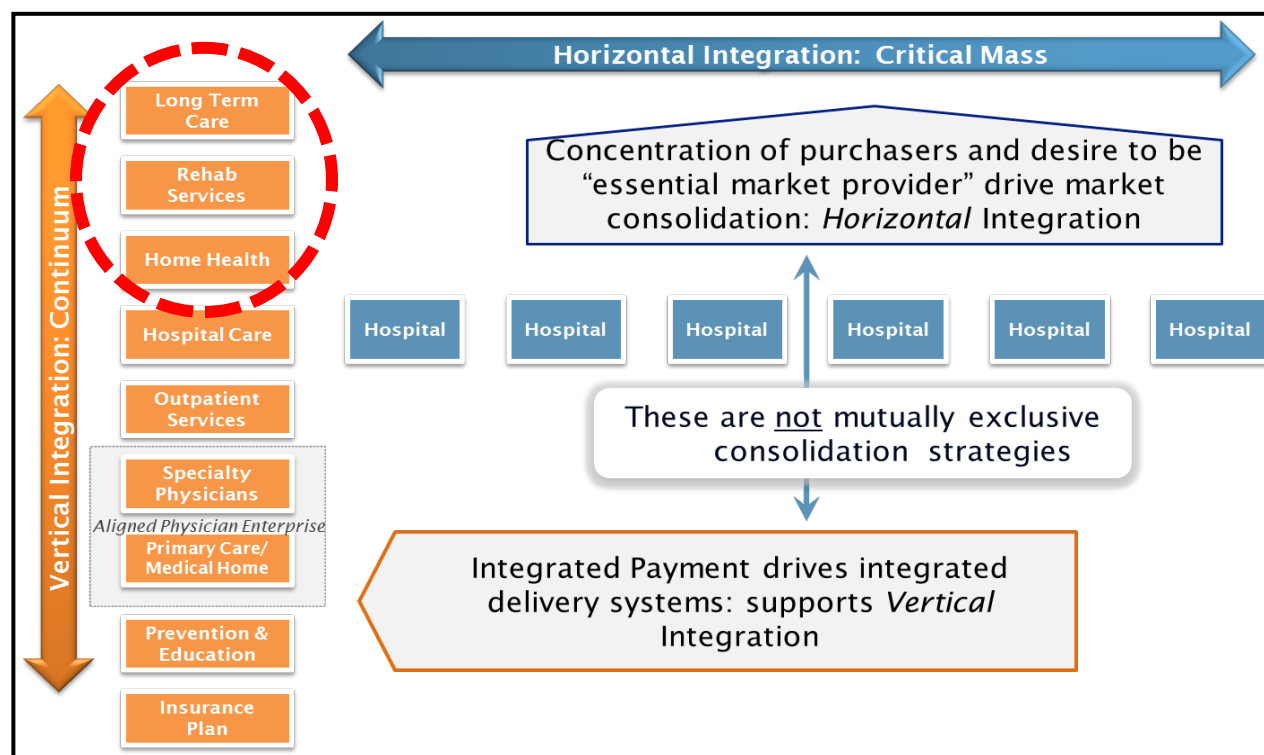 Horizontal Integration: Critical Mass
Vertical Integration: Continuum
Long Term
Care
Rehab
Services
Home Health
Hospital Care
Outpatient
Services
Specialty
Physicians
Aligned Physician Enterprise
Primary Care/
Medical Home
Prevention &
Education
Insurance
Plan
Concentration of purchasers and desire to be
“essential market provider” drive market
consolidation: Horizontal Integration
Hospital
Hospital
Hospital
Hospital
Hospital
Hospital
These are not mutually exclusive
consolidation strategies
Integrated Payment drives integrated
delivery systems: supports Vertical
Integration